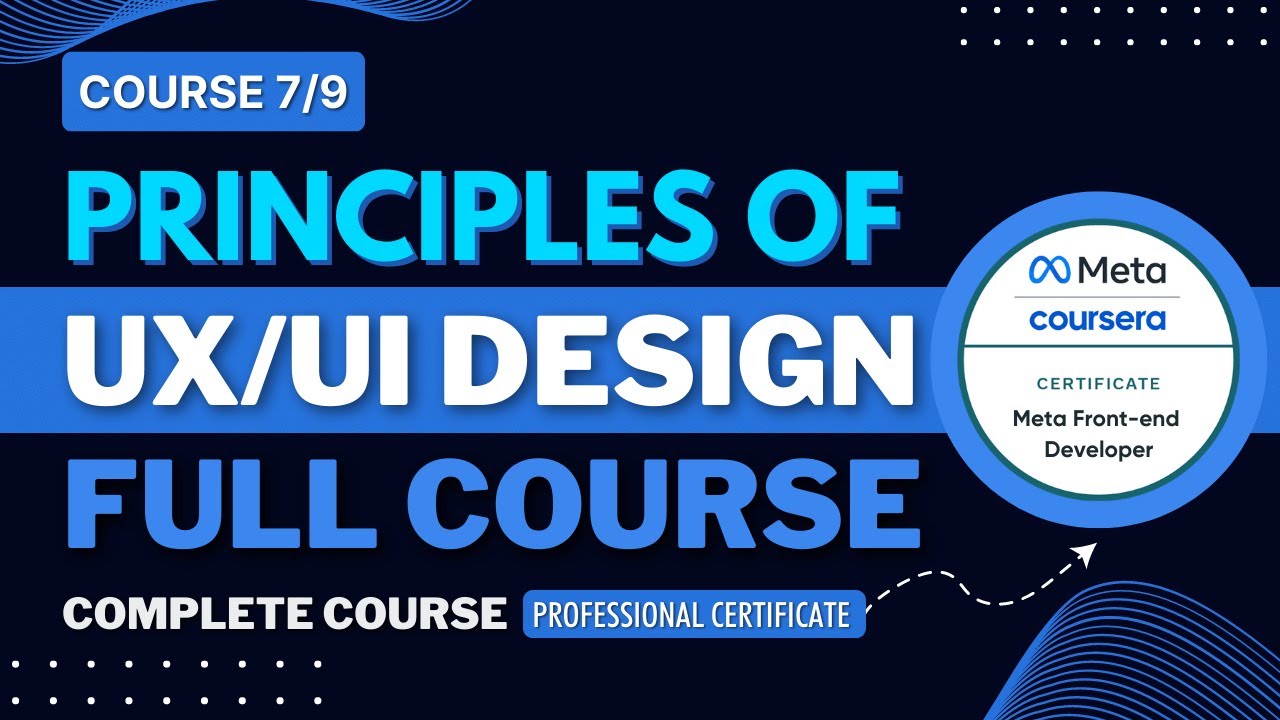 COURSE 7/9
PRINCIPLES OF
UX/UI DESIGN
FULL COURSE
COMPLETE COURSE PROFESSIONAL CERTIFICATE
Meta
coursera
CERTIFICATE
Meta Front-end
Developer